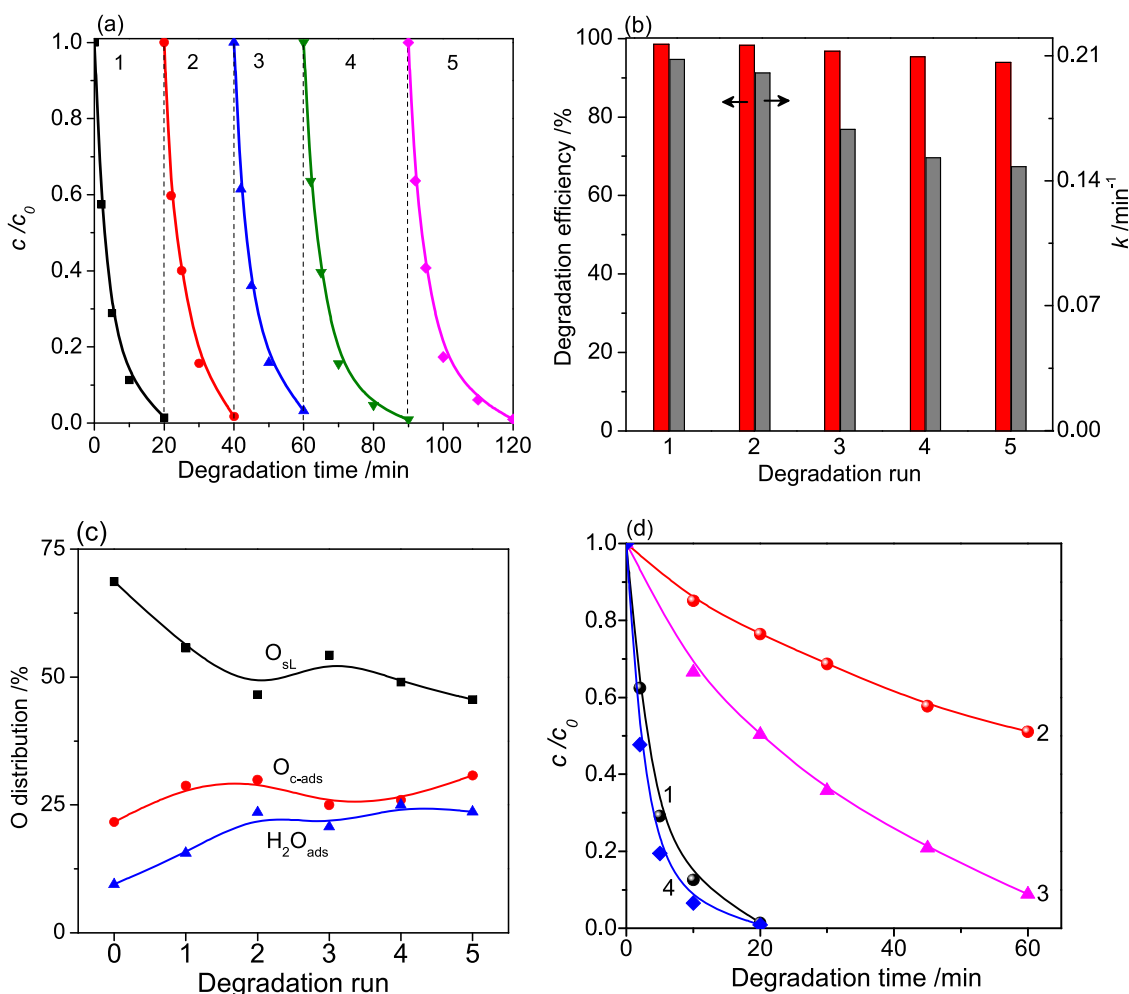 (a)
1.0
0.8
0.6
0.4
0.2
0.0
c /c0
1 2 3 4 5
0 20 40 60 80 100 120
Degradation time /min
(b)
100
80
60
40
20
0
Degradation efficiency /%
0.21
0.14
0.07
0.00
k /min-1
1 2 3 4 5
Degradation run
(c)
75
50
25
0
O distribution /%
OsL
Oc-ads
H2Oads
0 1 2 3 4 5
Degradation run
(d)
1.0
0.8
0.6
0.4
0.2
0.0
c /c0
2
1
4
3
0 20 40 60
Degradation time /min